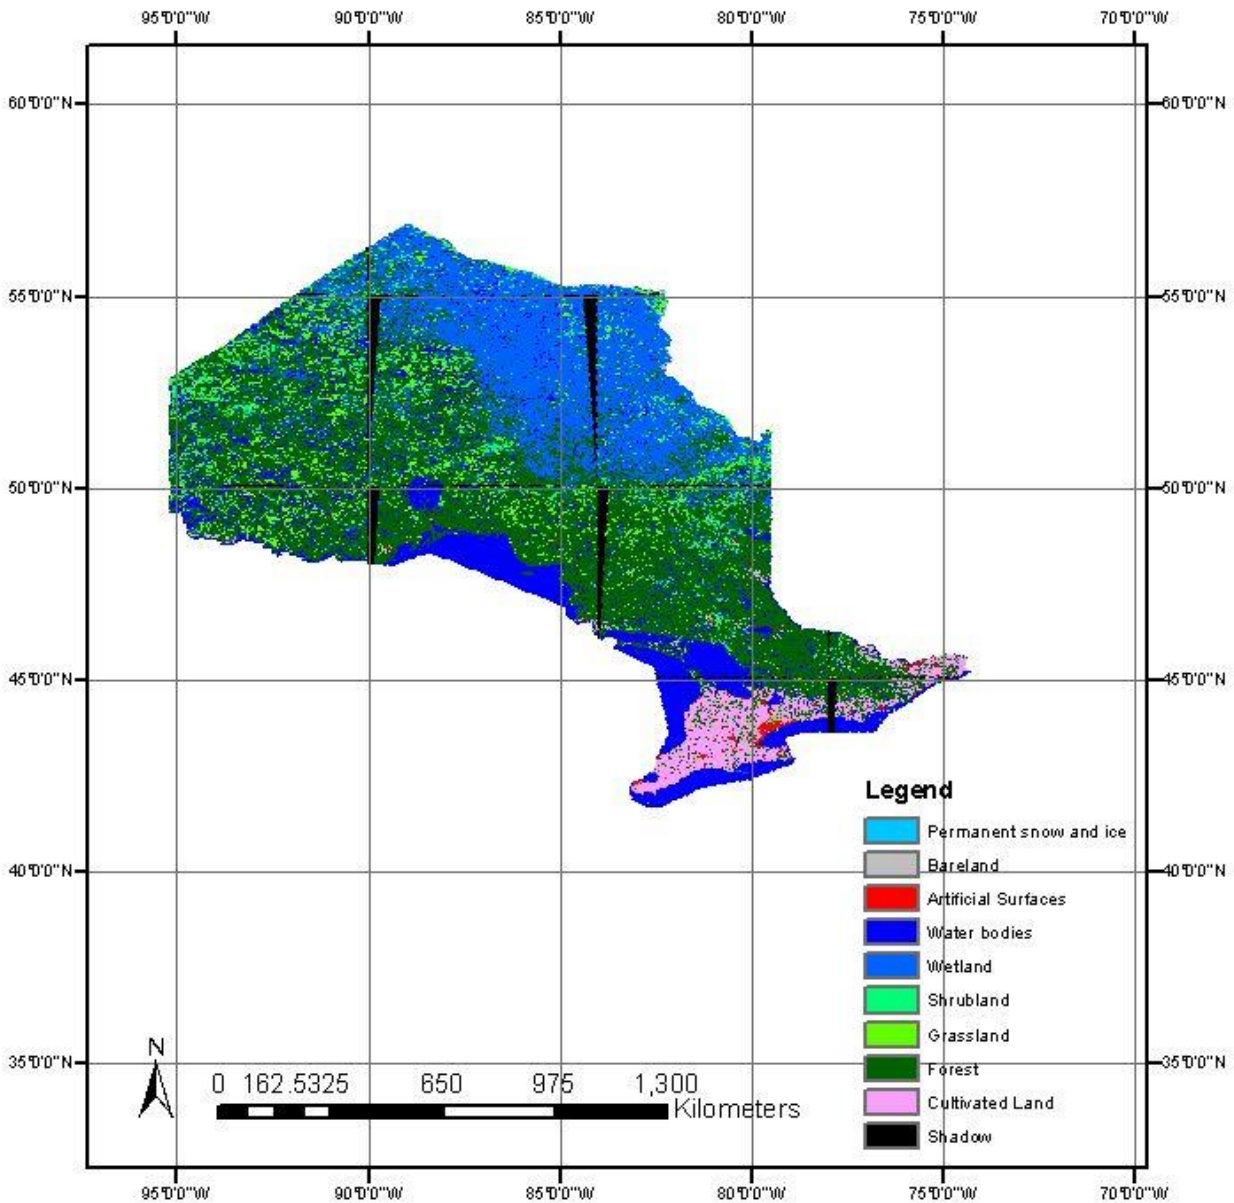 95°0'0"W 90°0'0"W 85°0'0"W 80°0'0"W 75°0'0"W 70°0'0"W
60°0'0"N 60°0'0"N
55°0'0"N 55°0'0"N
50°0'0"N 50°0'0"N
45°0'0"N 45°0'0"N
Legend
Permanent snow and ice
40°0'0"N 40°0'0"N
Bareland
Artificial Surfaces
Water bodies
Wetland
Shrubland
Grassland
35°0'0"N 35°0'0"N
Forest
Cultivated Land
Shadow
N
0 162.5325 650 975 1,300
Kilometers
95°0'0"W 90°0'0"W 85°0'0"W 80°0'0"W 75°0'0"W 70°0'0"W